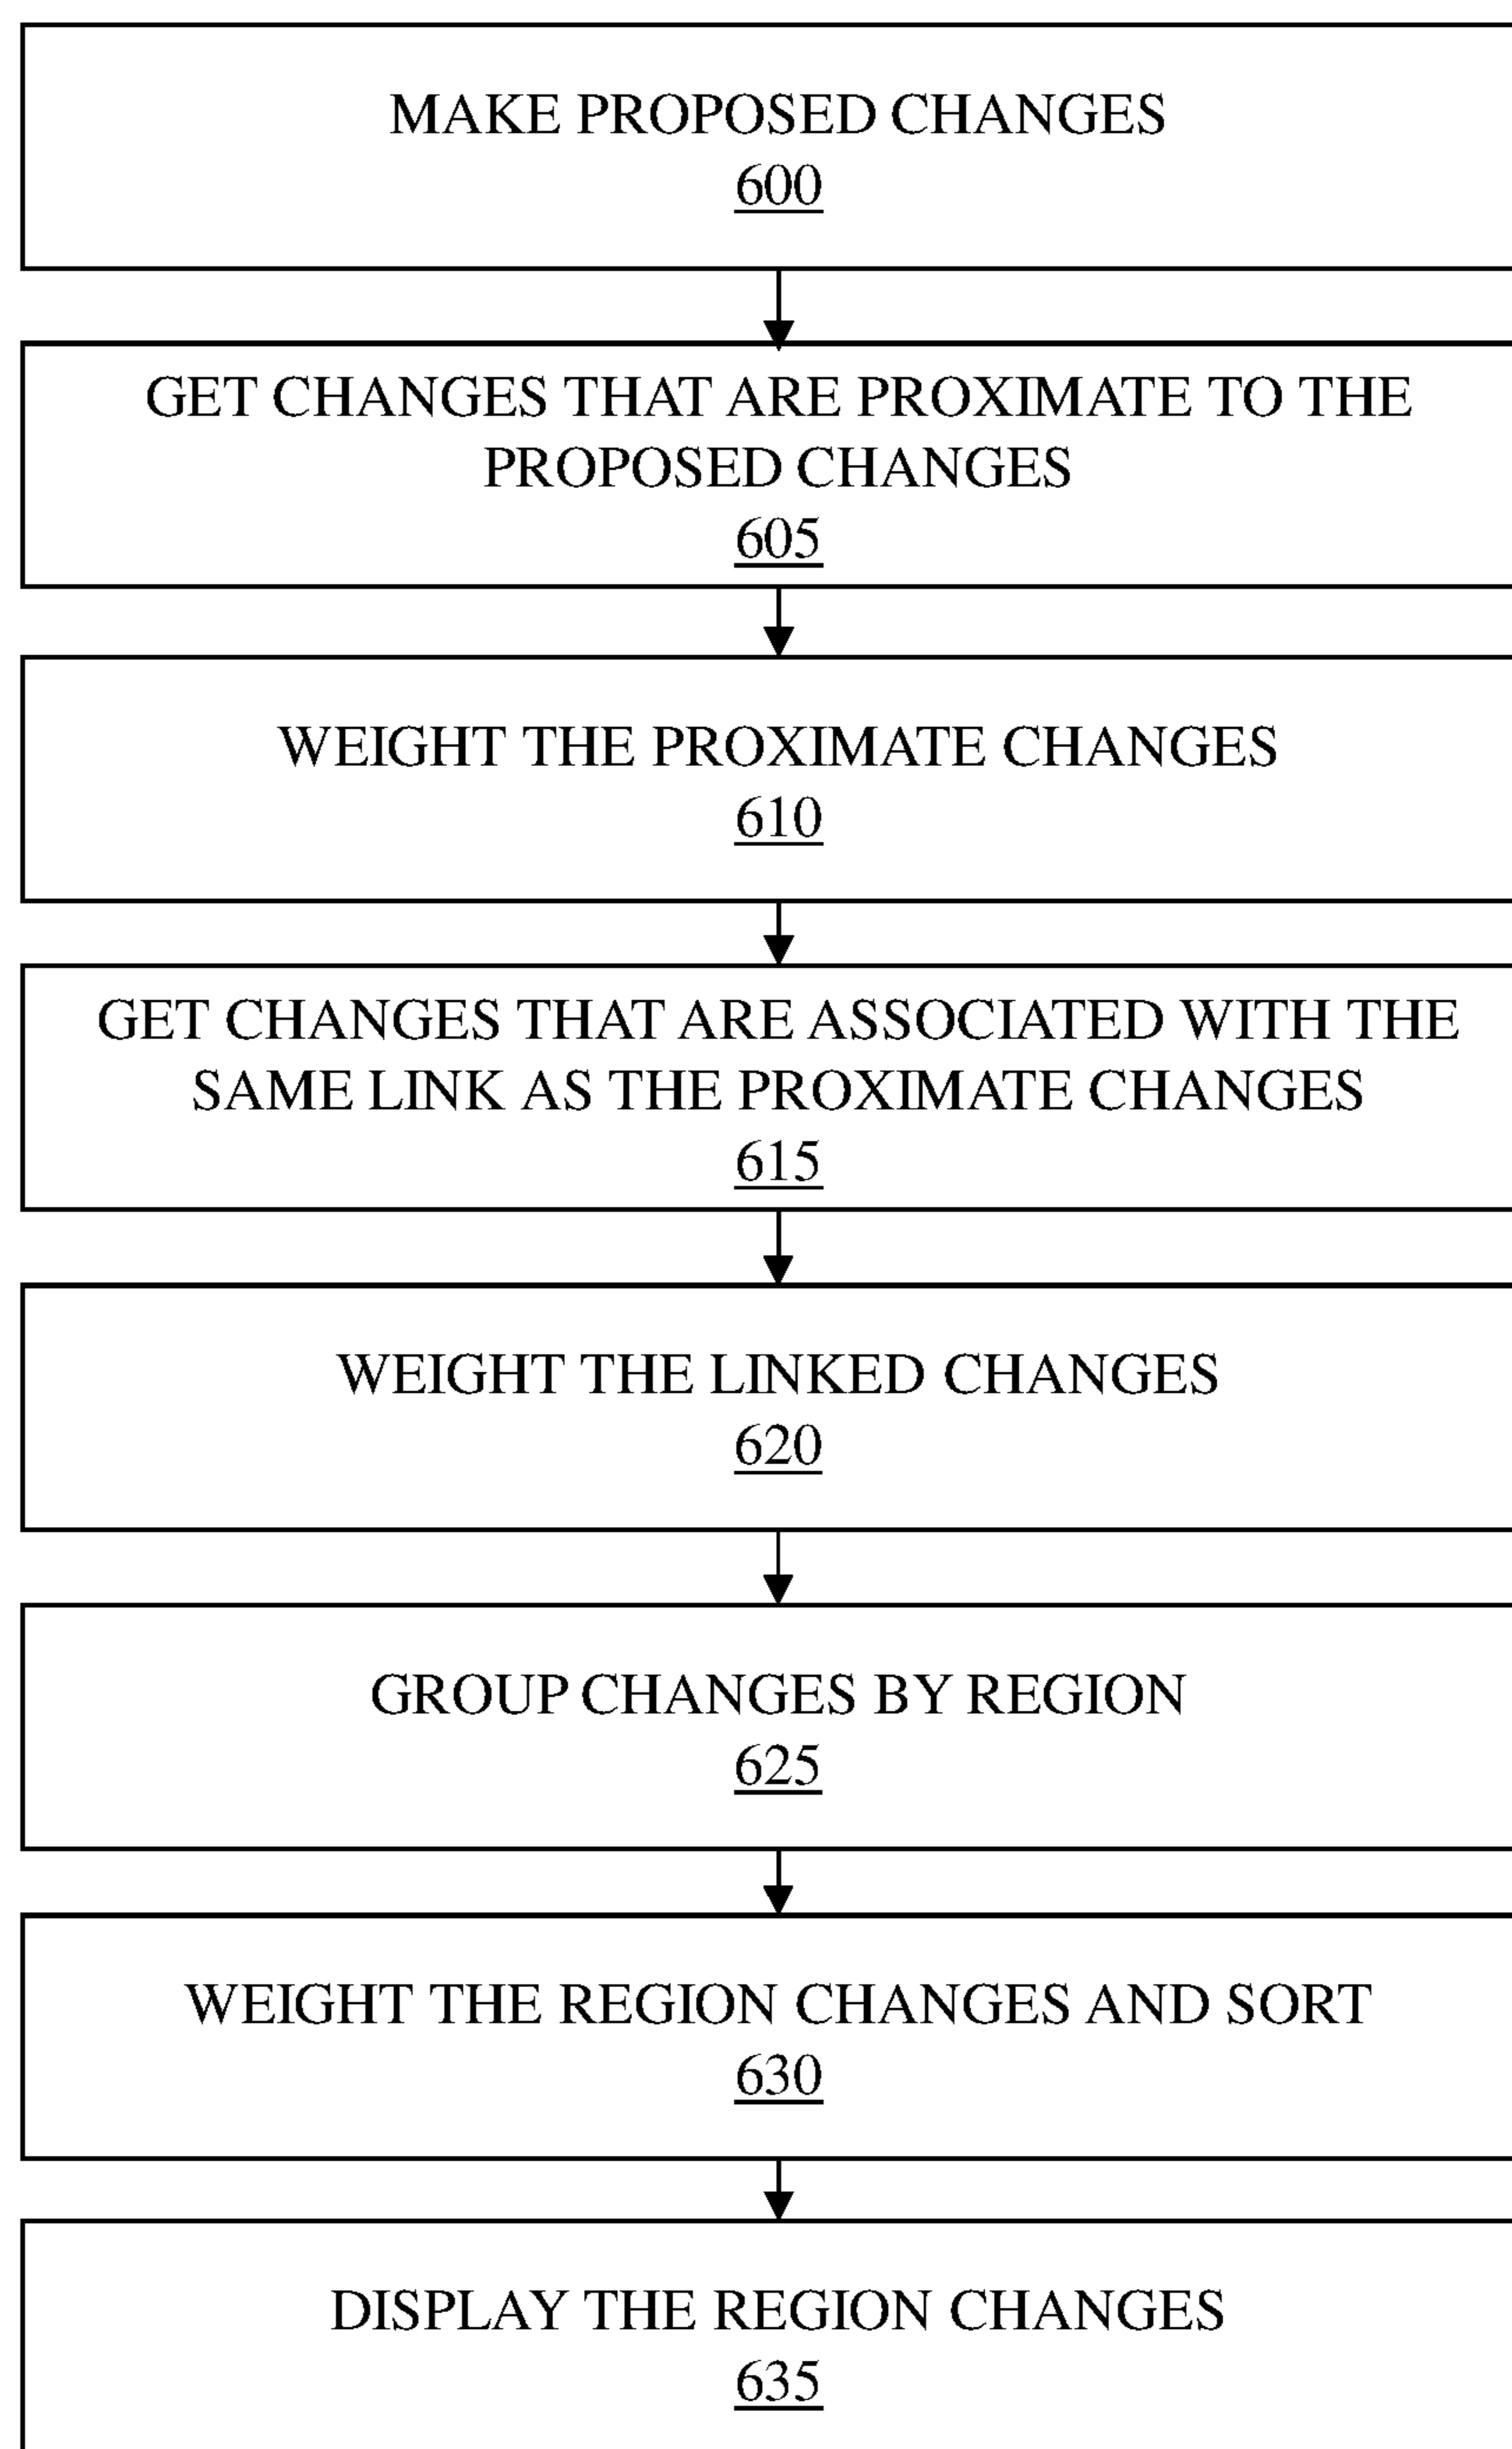 MAKE PROPOSED CHANGES
600
GET CHANGES THAT ARE PROXIMATE TO THE
PROPOSED CHANGES
605
WEIGHT THE PROXIMATE CHANGES
610
GET CHANGES THAT ARE ASSOCIATED WITH THE
SAME LINK AS THE PROXIMATE CHANGES
615
WEIGHT THE LINKED CHANGES
620
GROUP CHANGES BY REGION
625
WEIGHT THE REGION CHANGES AND SORT
630
DISPLAY THE REGION CHANGES
635